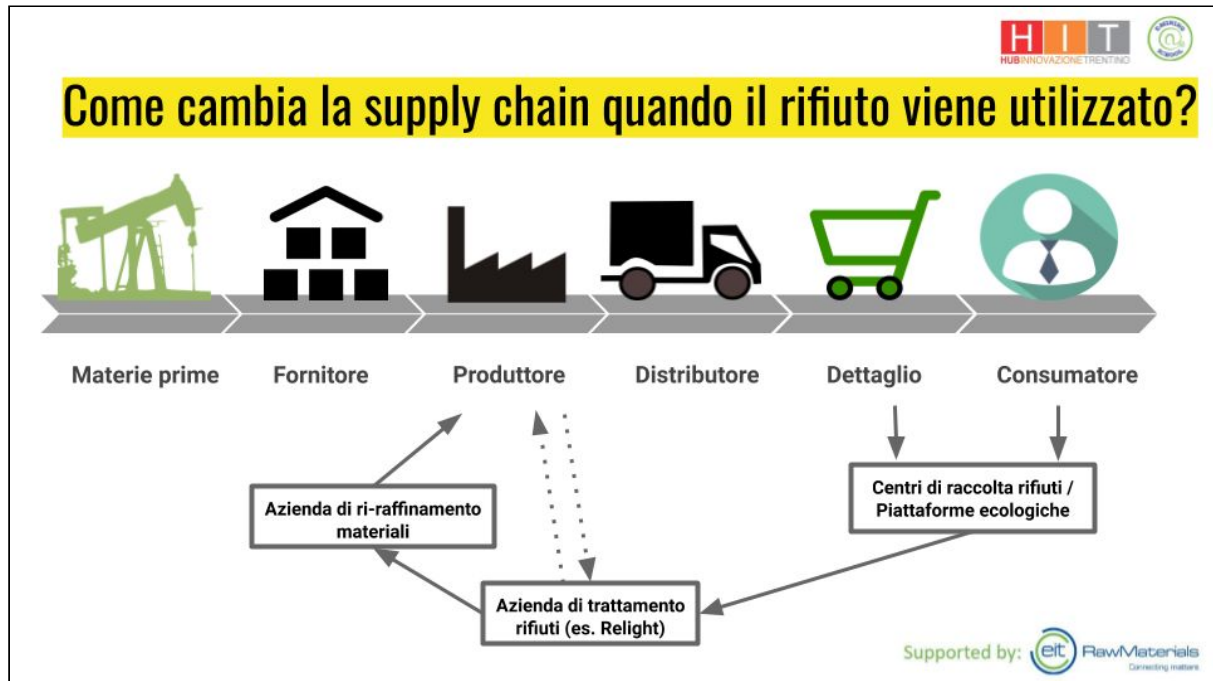 H I T
HUBINNOVAZIONETRENTINO
Come cambia la supply chain quando il rifiuto viene utilizzato?
Materie prime
Fornitore
Produttore
Distributore
Dettaglio
Consumatore
Azienda di ri-raffinamento
materiali
Centri di raccolta rifiuti /
Piattaforme ecologiche
Azienda di trattamento
rifiuti (es. Relight)
Supported by:
eit
RawMaterials
Connecting matters